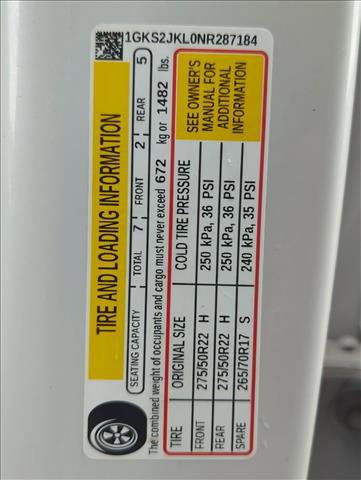 1GKS2JKL0NR287184
TIRE AND LOADING INFORMATION
SEATING CAPACITY TOTAL 7 FRONT 2 REAR 5
The combined weight of occupants and cargo must never exceed 672 kg or 1482 lbs.
TIRE ORIGINAL SIZE COLD TIRE PRESSURE
FRONT 275/50R22 H 250 kPa, 36 PSI
REAR 275/50R22 H 250 kPa, 36 PSI
SPARE 265/70R17 S 240 kPa, 35 PSI
SEE OWNER'S
MANUAL FOR
ADDITIONAL
INFORMATION